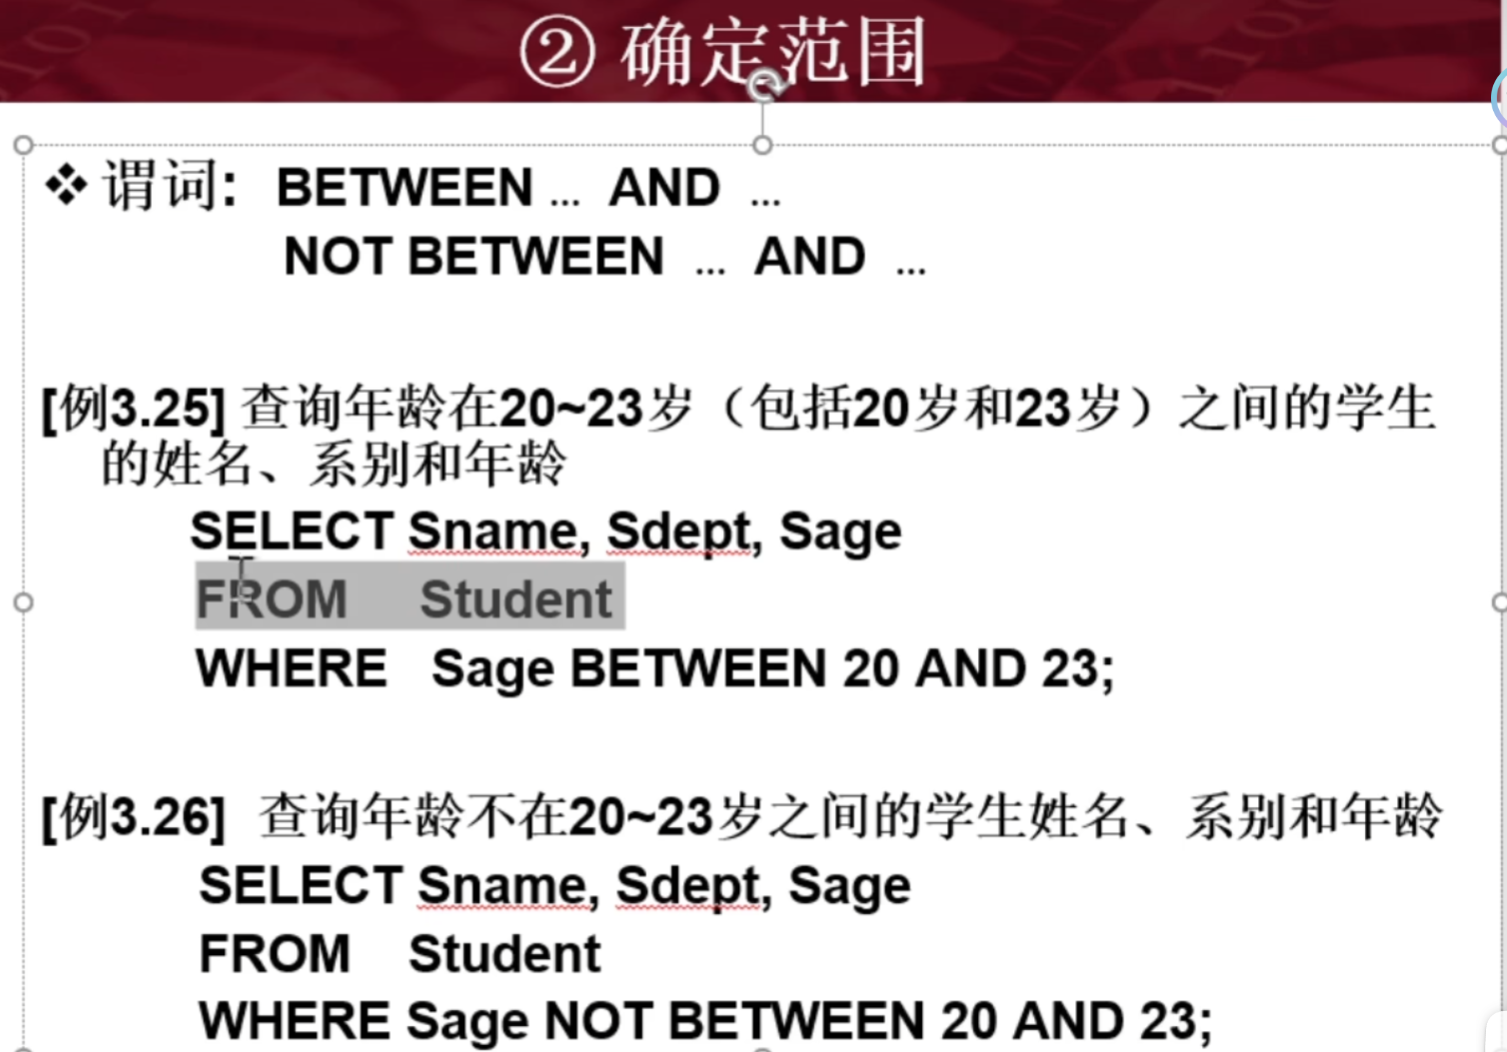 ② 确定范围
❖ 谓词： BETWEEN … AND …
NOT BETWEEN … AND …
[例3.25] 查询年龄在20~23岁（包括20岁和23岁）之间的学生
的姓名、系别和年龄
SELECT Sname, Sdept, Sage
FROM Student
WHERE Sage BETWEEN 20 AND 23;
[例3.26] 查询年龄不在20~23岁之间的学生姓名、系别和年龄
SELECT Sname, Sdept, Sage
FROM Student
WHERE Sage NOT BETWEEN 20 AND 23;